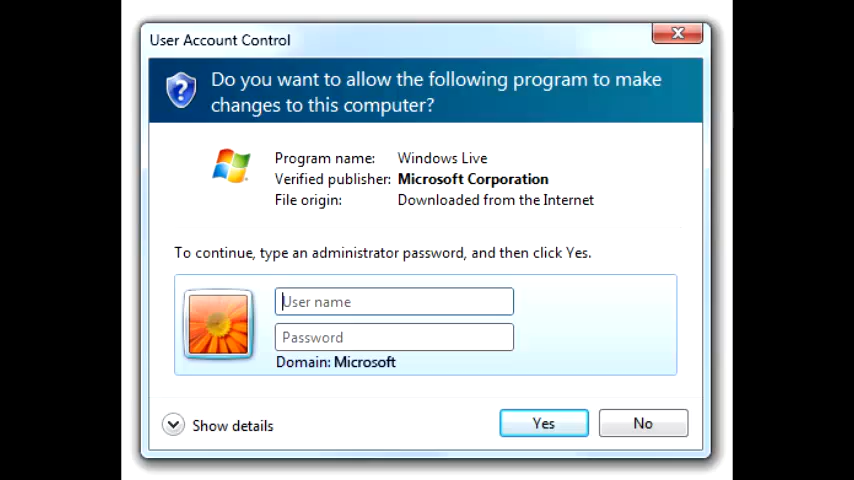 User Account Control
Do you want to allow the following program to make
changes to this computer?
Program name: Windows Live
Verified publisher: Microsoft Corporation
File origin: Downloaded from the Internet
To continue, type an administrator password, and then click Yes.
User name
Password
Domain: Microsoft
Show details Yes No